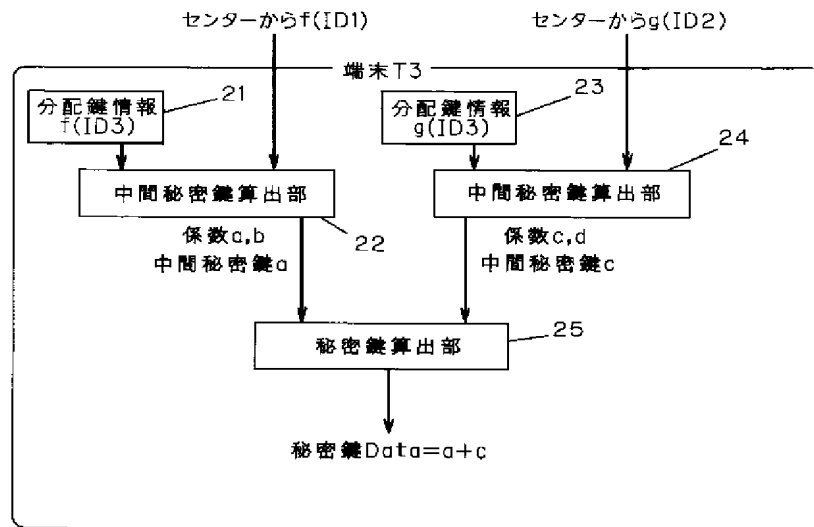 センターからf(ID1)
センターからg(ID2)
端末T3
分配鍵情報
f(ID3)
21
分配鍵情報
g(ID3)
23
中間秘密鍵算出部
22
中間秘密鍵算出部
24
係数a,b
中間秘密鍵a
係数c,d
中間秘密鍵c
秘密鍵算出部
25
秘密鍵Data=a+c